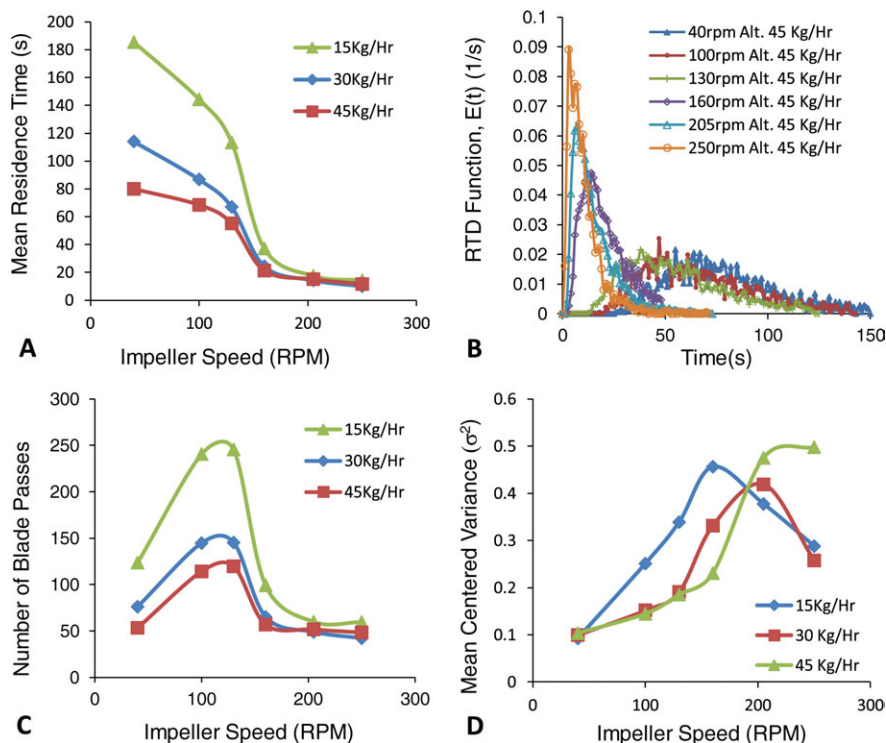 200
180
160
140
120
100
80
60
40
20
0
0
100
200
300
Mean Residence Time (s)
Impeller Speed (RPM)
15Kg/Hr
30Kg/Hr
45Kg/Hr
A
0.1
0.09
0.08
0.07
0.06
0.05
0.04
0.03
0.02
0.01
0
0
50
100
150
RTD Function, E(t) (1/s)
Time(s)
40rpm Alt. 45 Kg/Hr
100rpm Alt. 45 Kg/Hr
130rpm Alt. 45 Kg/Hr
160rpm Alt. 45 Kg/Hr
205rpm Alt. 45 Kg/Hr
250rpm Alt. 45 Kg/Hr
B
300
250
200
150
100
50
0
0
100
200
300
Number of Blade Passes
Impeller Speed (RPM)
15Kg/Hr
30Kg/Hr
45Kg/Hr
C
0.6
0.5
0.4
0.3
0.2
0.1
0
0
100
200
300
Mean Centered Variance (σ²)
Impeller Speed (RPM)
15Kg/Hr
30 Kg/Hr
45 Kg/Hr
D